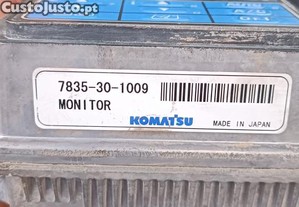 CustoJusto.pt
7835-30-1009
MONITOR
KOMATSU
MADE IN JAPAN